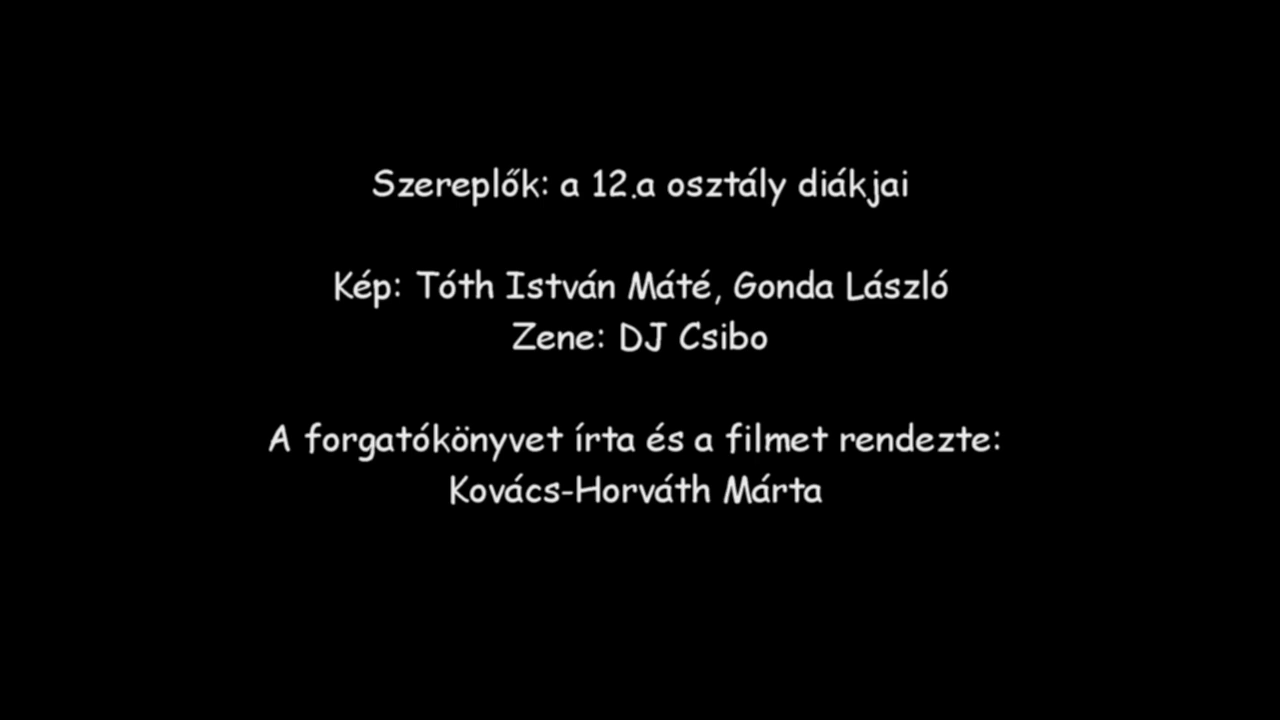 Szereplők: a 12.a osztály diákjai
Kép: Tóth István Máté, Gonda László
Zene: DJ Csibo
A forgatókönyvet írta és a filmet rendezte:
Kovács-Horváth Márta